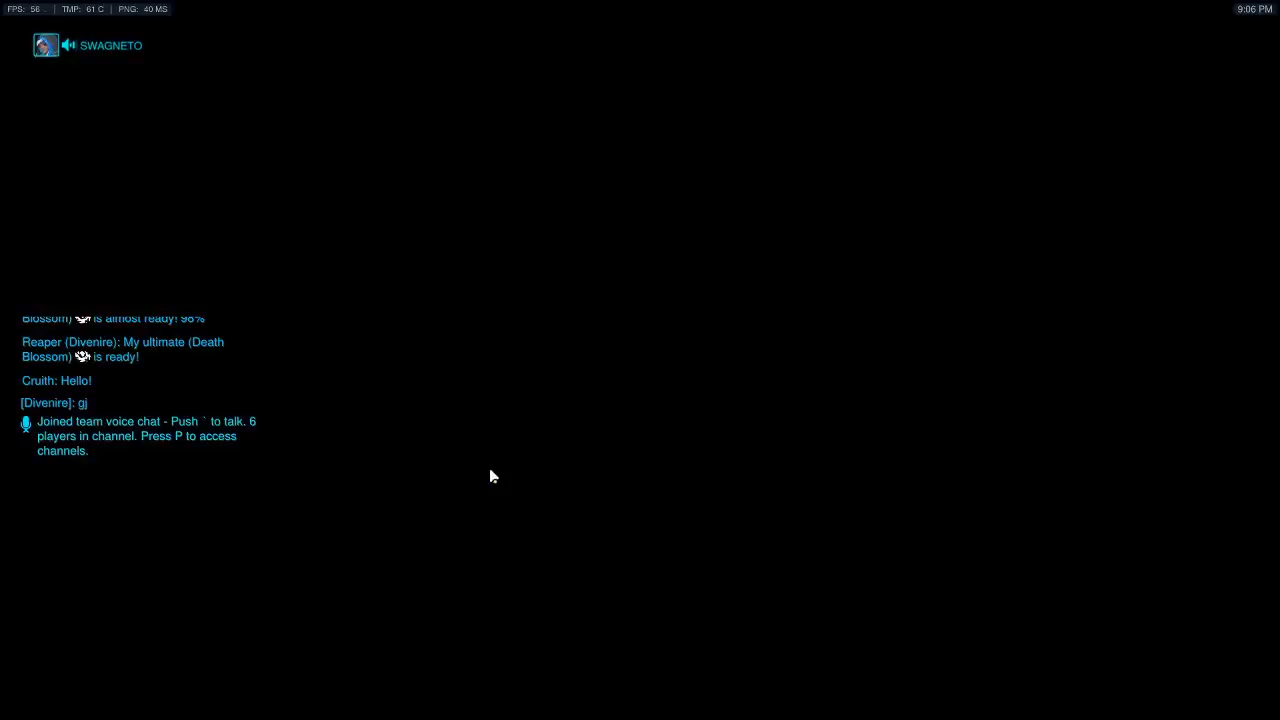 FPS: 56 | TMP: 61 C | PNG: 40 MS
9:06 PM
SWAGNETO
Blossom) is almost ready! 98%
Reaper (Divenire): My ultimate (Death
Blossom) is ready!
Cruith: Hello!
[Divenire]: gj
Joined team voice chat - Push ` to talk. 6
players in channel. Press P to access
channels.